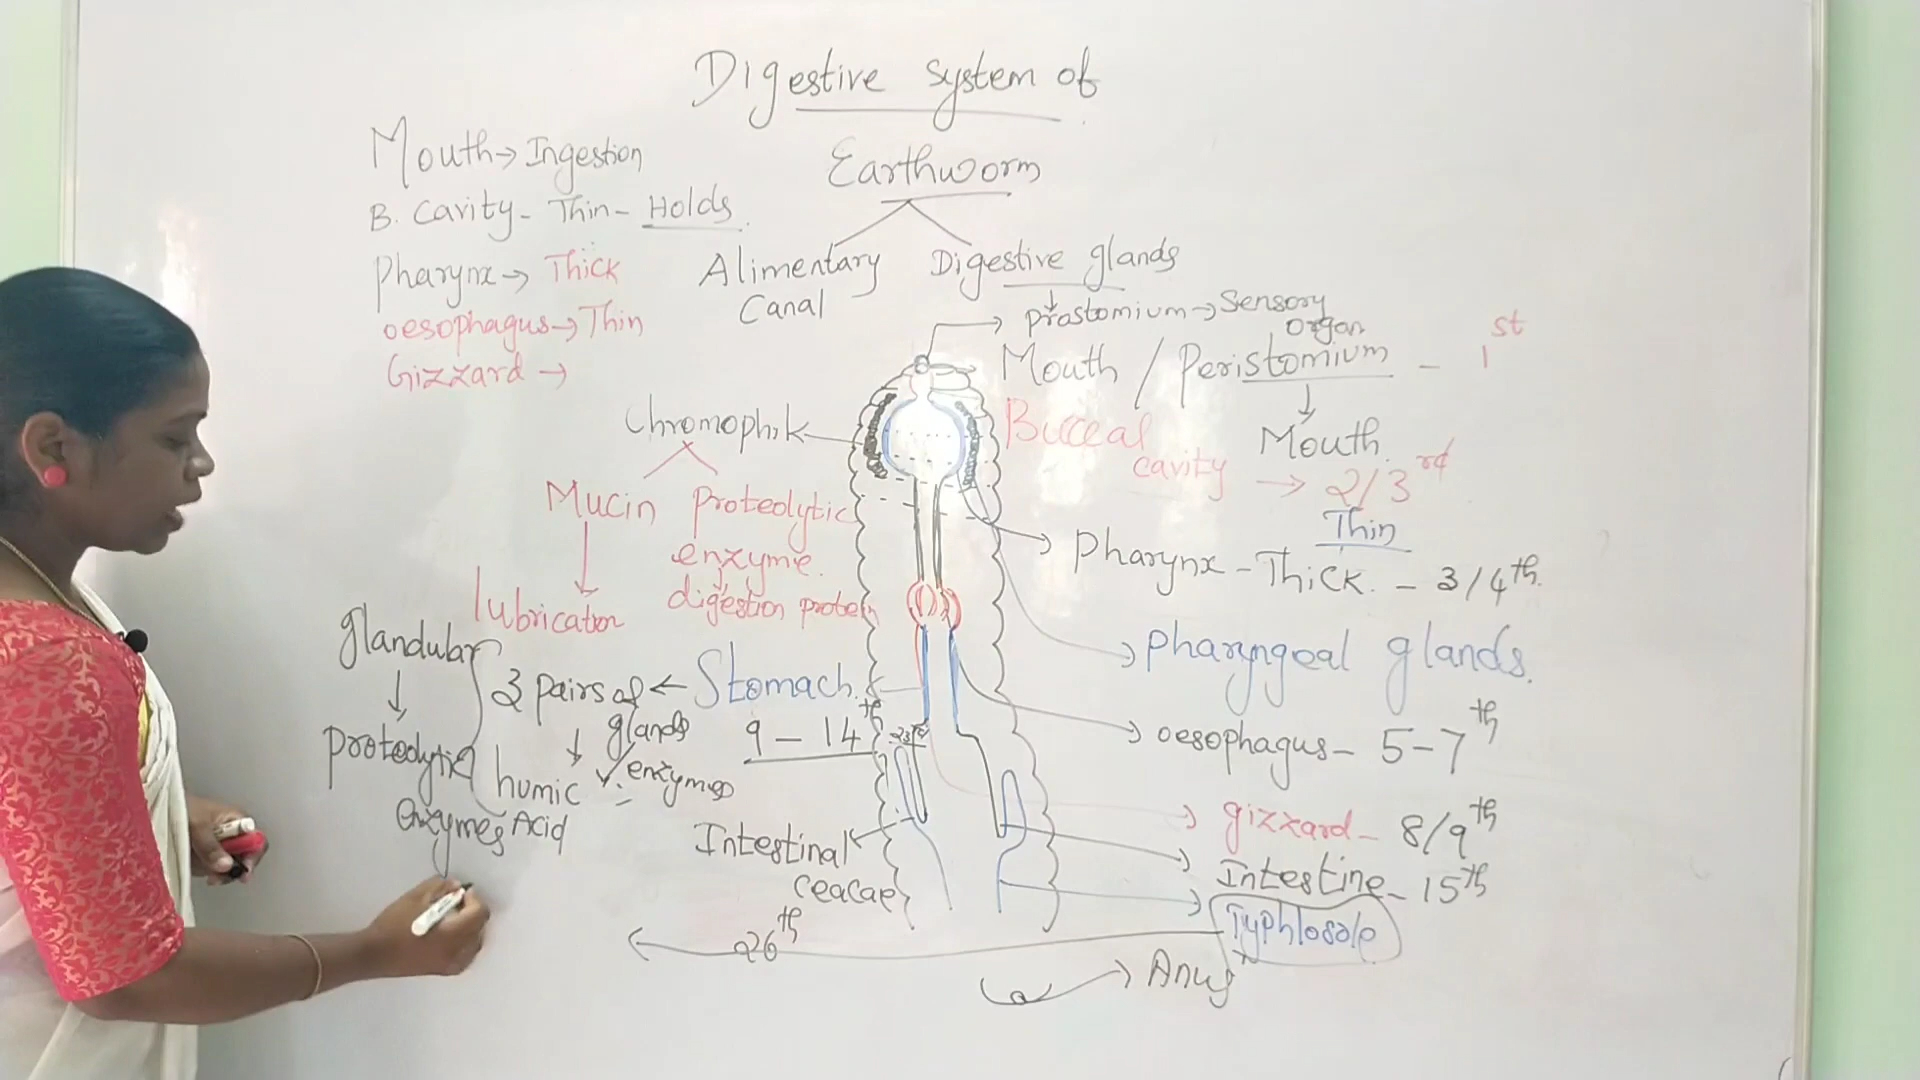 Digestive system of
Earthworm
Alimentary
Canal
Digestive glands
Mouth → Ingestion
B. Cavity - Thin - Holds
Pharynx → Thick
oesophagus → Thin
Gizzard →
prostomium → Sensory
organ
Mouth / Peristomium - 1st
Mouth.
Buccal
cavity → 2/3rd
Thin
Pharynx - Thick. - 3/4th.
Pharyngeal glands.
oesophagus - 5-7th
gizzard - 8/9th
Intestine - 15th
Typhlosole
Anus
Chromophik
Mucin
Proteolytic
enzyme.
digestion protein
lubrication
Stomach.
9 - 14th
3 pairs of
glands
enzymes
humic
Acid
glandular
proteolytic
enzymes
23rd
Intestinal
ceacae
26th